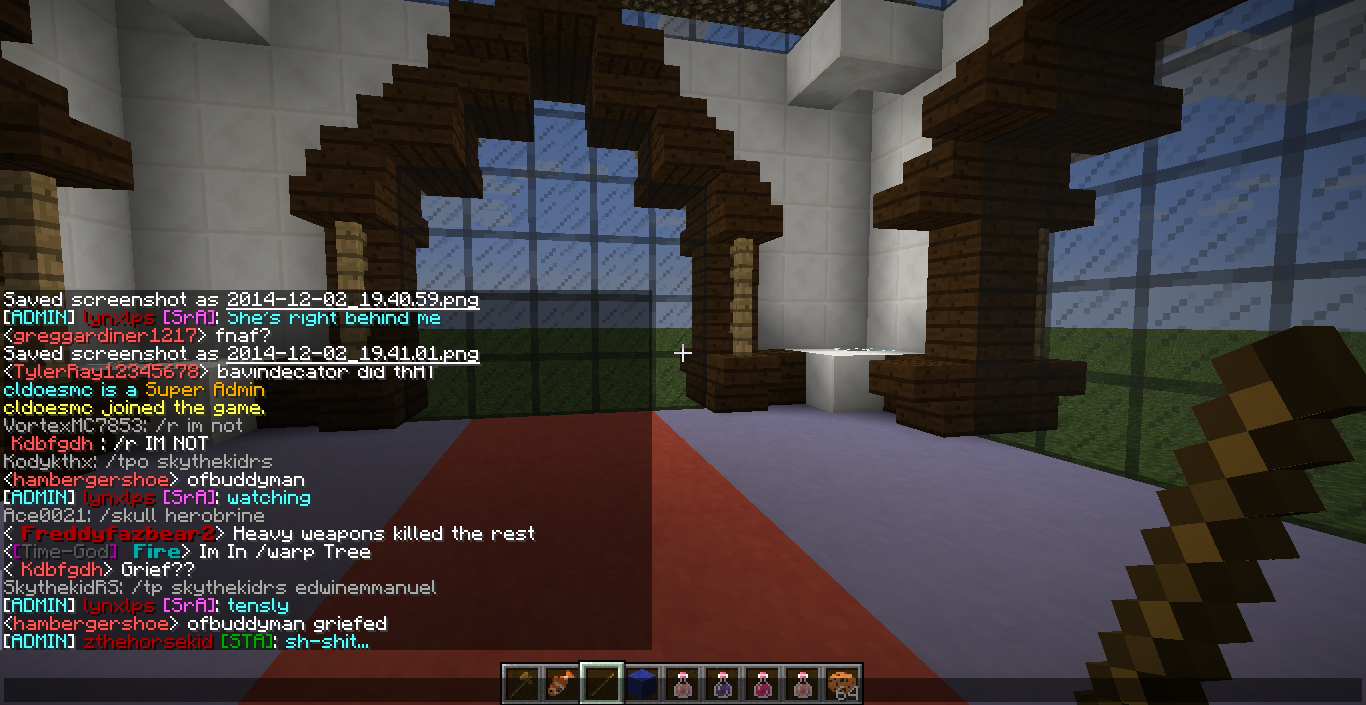 Saved screenshot as 2014-12-02_19.40.59.png
[ADMIN] lynxlps [SrA]: She's right behind me
<greggardiner1217> fnaf?
Saved screenshot as 2014-12-02_19.41.01.png
<TylerRay12345678> bavindecator did thAT
cldoesmc is a Super Admin
cldoesmc joined the game.
VortexMC7853: /r im not
Kdbfgdh : /r IM NOT
Kodykthx: /tpo skythekidrs
<hambergershoe> ofbuddyman
[ADMIN] lynxlps [SrA]: watching
Ace0021: /skull herobrine
< Freddyfazbear2> Heavy weapons killed the rest
<[Time-God] Fire> Im In /warp Tree
< Kdbfgdh> Grief??
SkythekidRS: /tp skythekidrs edwinemmanuel
[ADMIN] lynxlps [SrA]: tensly
<hambergershoe> ofbuddyman griefed
[ADMIN] zthehorsekid [STA]: sh-shit...
64